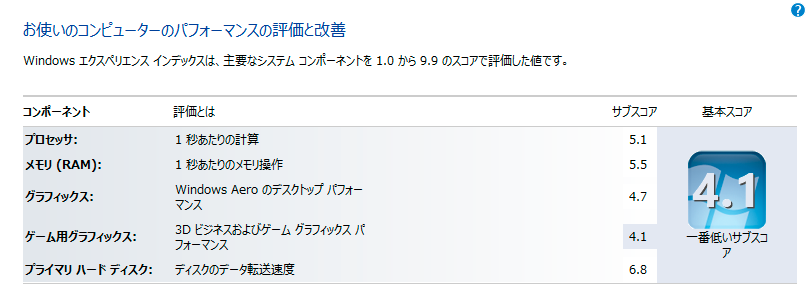 お使いのコンピューターのパフォーマンスの評価と改善
Windows エクスペリエンス インデックスは、主要なシステム コンポーネントを 1.0 から 9.9 のスコアで評価した値です。
コンポーネント 評価とは サブスコア 基本スコア
プロセッサ: 1 秒あたりの計算 5.1
メモリ (RAM): 1 秒あたりのメモリ操作 5.5
グラフィックス: Windows Aero のデスクトップ パフォー
マンス 4.7
ゲーム用グラフィックス: 3D ビジネスおよびゲーム グラフィックス パ
フォーマンス 4.1
プライマリ ハード ディスク: ディスクのデータ転送速度 6.8
4.1
一番低いサブスコ
ア
?